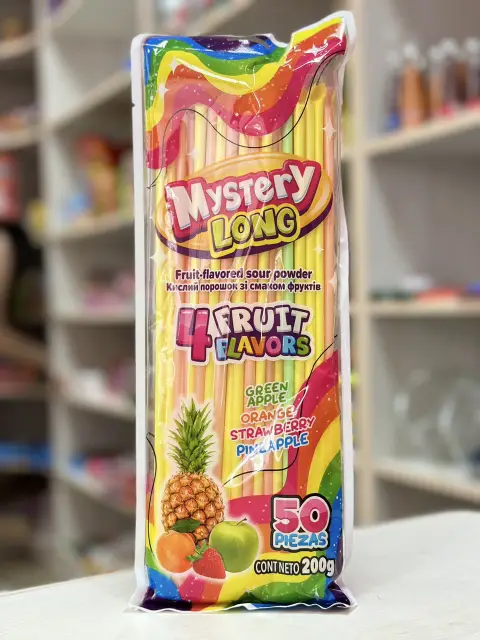 MYSTERY
LONG
Fruit-flavored sour powder
Кислий порошок зі смаком фруктів
4 FRUIT
FLAVORS
GREEN
APPLE
ORANGE
STRAWBERRY
PINEAPPLE
50
PIEZAS
CONT NETO 200g